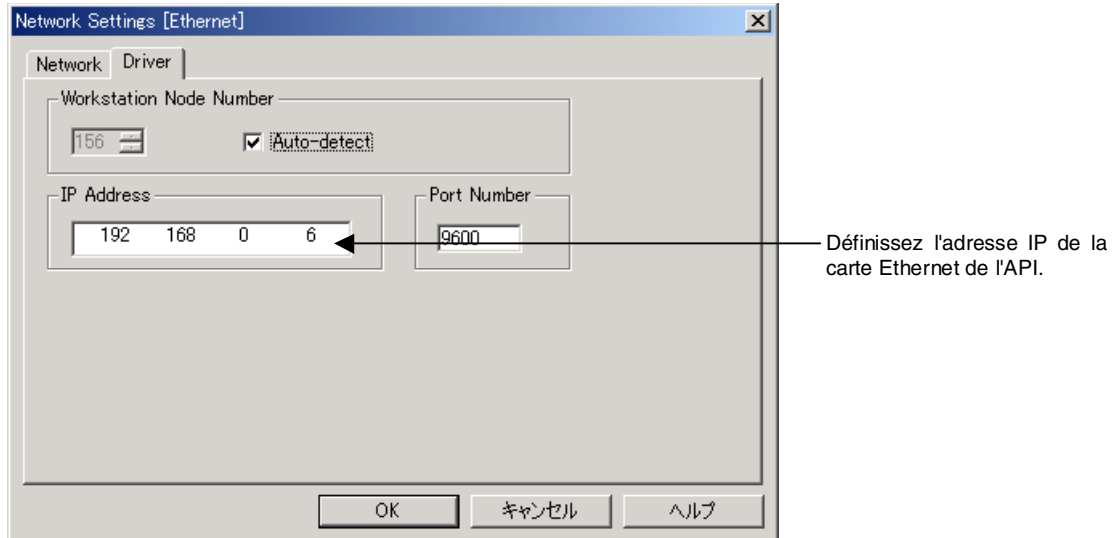 Network Settings [Ethernet]
Network Driver
Workstation Node Number
156 Auto-detect
IP Address Port Number
192 168 0 6 9600
Définissez l'adresse IP de la
carte Ethernet de l'API.
OK キャンセル ヘルプ